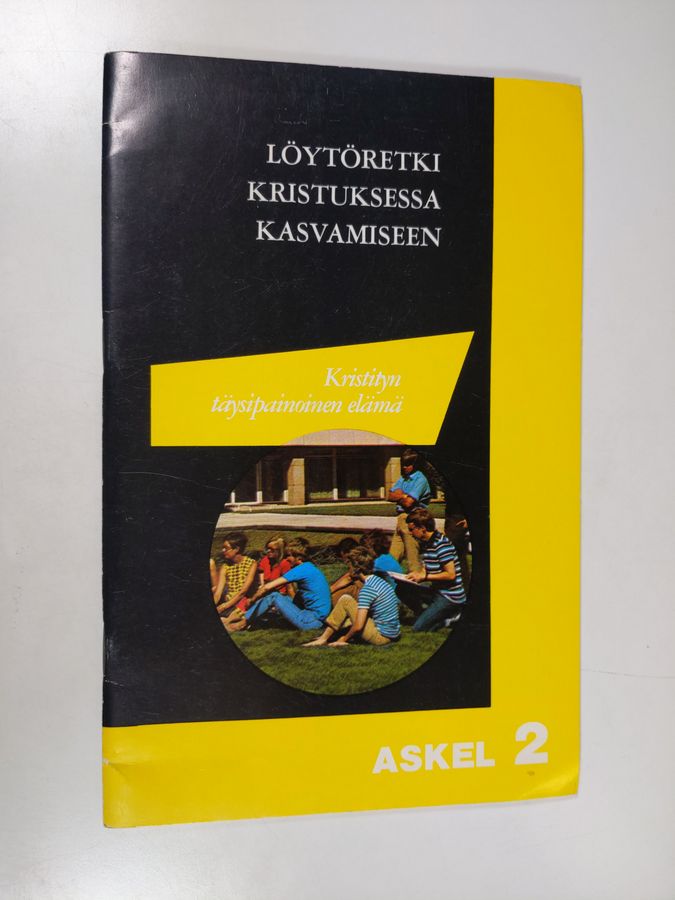 LÖYTÖRETKI
KRISTUKSESSA
KASVAMISEEN
Kristityn
täysipainoinen elämä
ASKEL 2